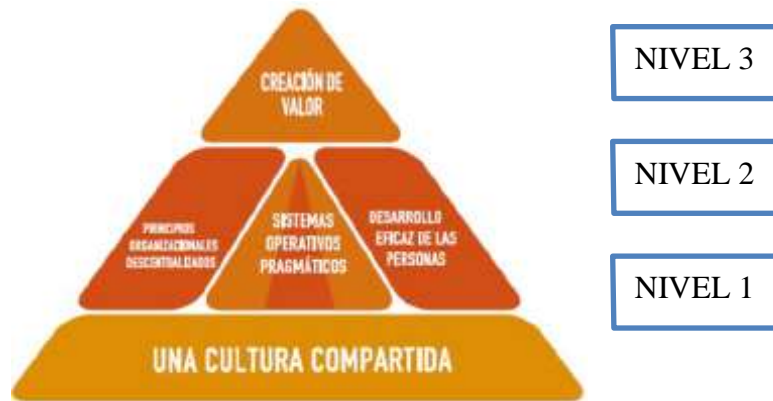 CREACIÓN DE
VALOR
NIVEL 3
PRINCIPIOS
ORGANIZACIONALES
DESCENTUALIZADOS
SISTEMAS
OPERATIVOS
PRAGMÁTICOS
DESARROLLO
EFICAZ DE LAS
PERSONAS
NIVEL 2
UNA CULTURA COMPARTIDA
NIVEL 1